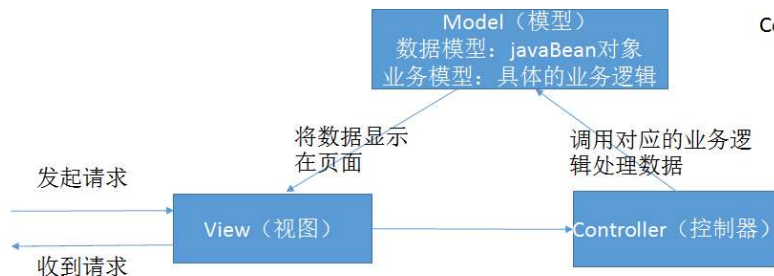 Model（模型）
数据模型：javaBean对象
业务模型：具体的业务逻辑
将数据显示
在页面
调用对应的业务逻
辑处理数据
发起请求
View（视图）
Controller（控制器）
收到请求